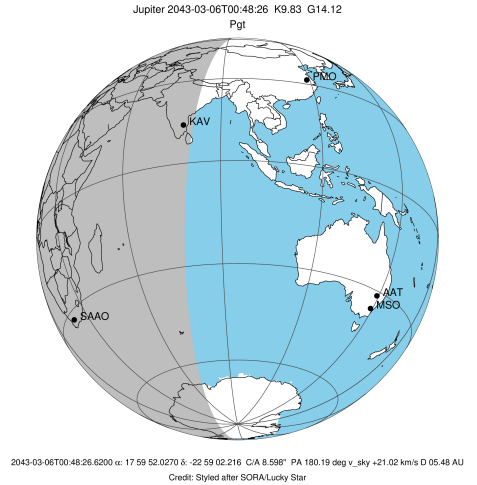 Jupiter 2043-03-06T00:48:26 K9.83 G14.12
Pgt
PMO
KAV
AAT
MSO
SAAO
2043-03-06T00:48:26.6200 α: 17 59 52.0270 δ: -22 59 02.216 C/A 8.598" PA 180.19 deg v_sky +21.02 km/s D 05.48 AU
Credit: Styled after SORA/Lucky Star